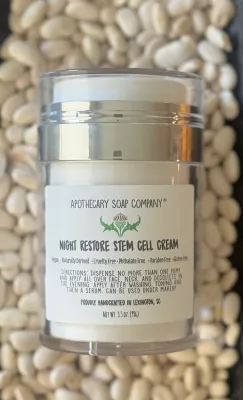 APOTHECARY SOAP COMPANY®
NIGHT RESTORE STEM CELL CREAM
Vegan - Naturally Derived - Cruelty Free - Phthalate Free - Paraben Free - Gluten Free
DIRECTIONS: DISPENSE NO MORE THAN ONE PUMP
AND APPLY ALL OVER FACE, NECK, AND DECOLLETE IN
THE EVENING. APPLY AFTER WASHING, TONING AND
THEN A SERUM. CAN BE USED UNDER MAKEUP.
PROUDLY HANDCRAFTED IN LEXINGTON, SC
NET WT. 3.5 OZ. (99G)